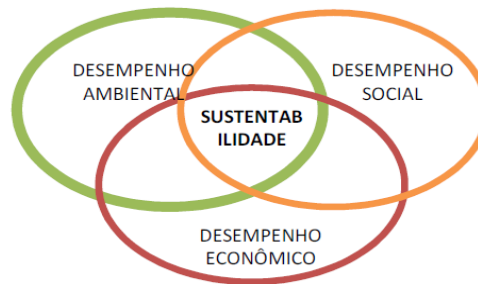 DESEMPENHO
AMBIENTAL
DESEMPENHO
SOCIAL
SUSTENTAB
ILIDADE
DESEMPENHO
ECONÔMICO